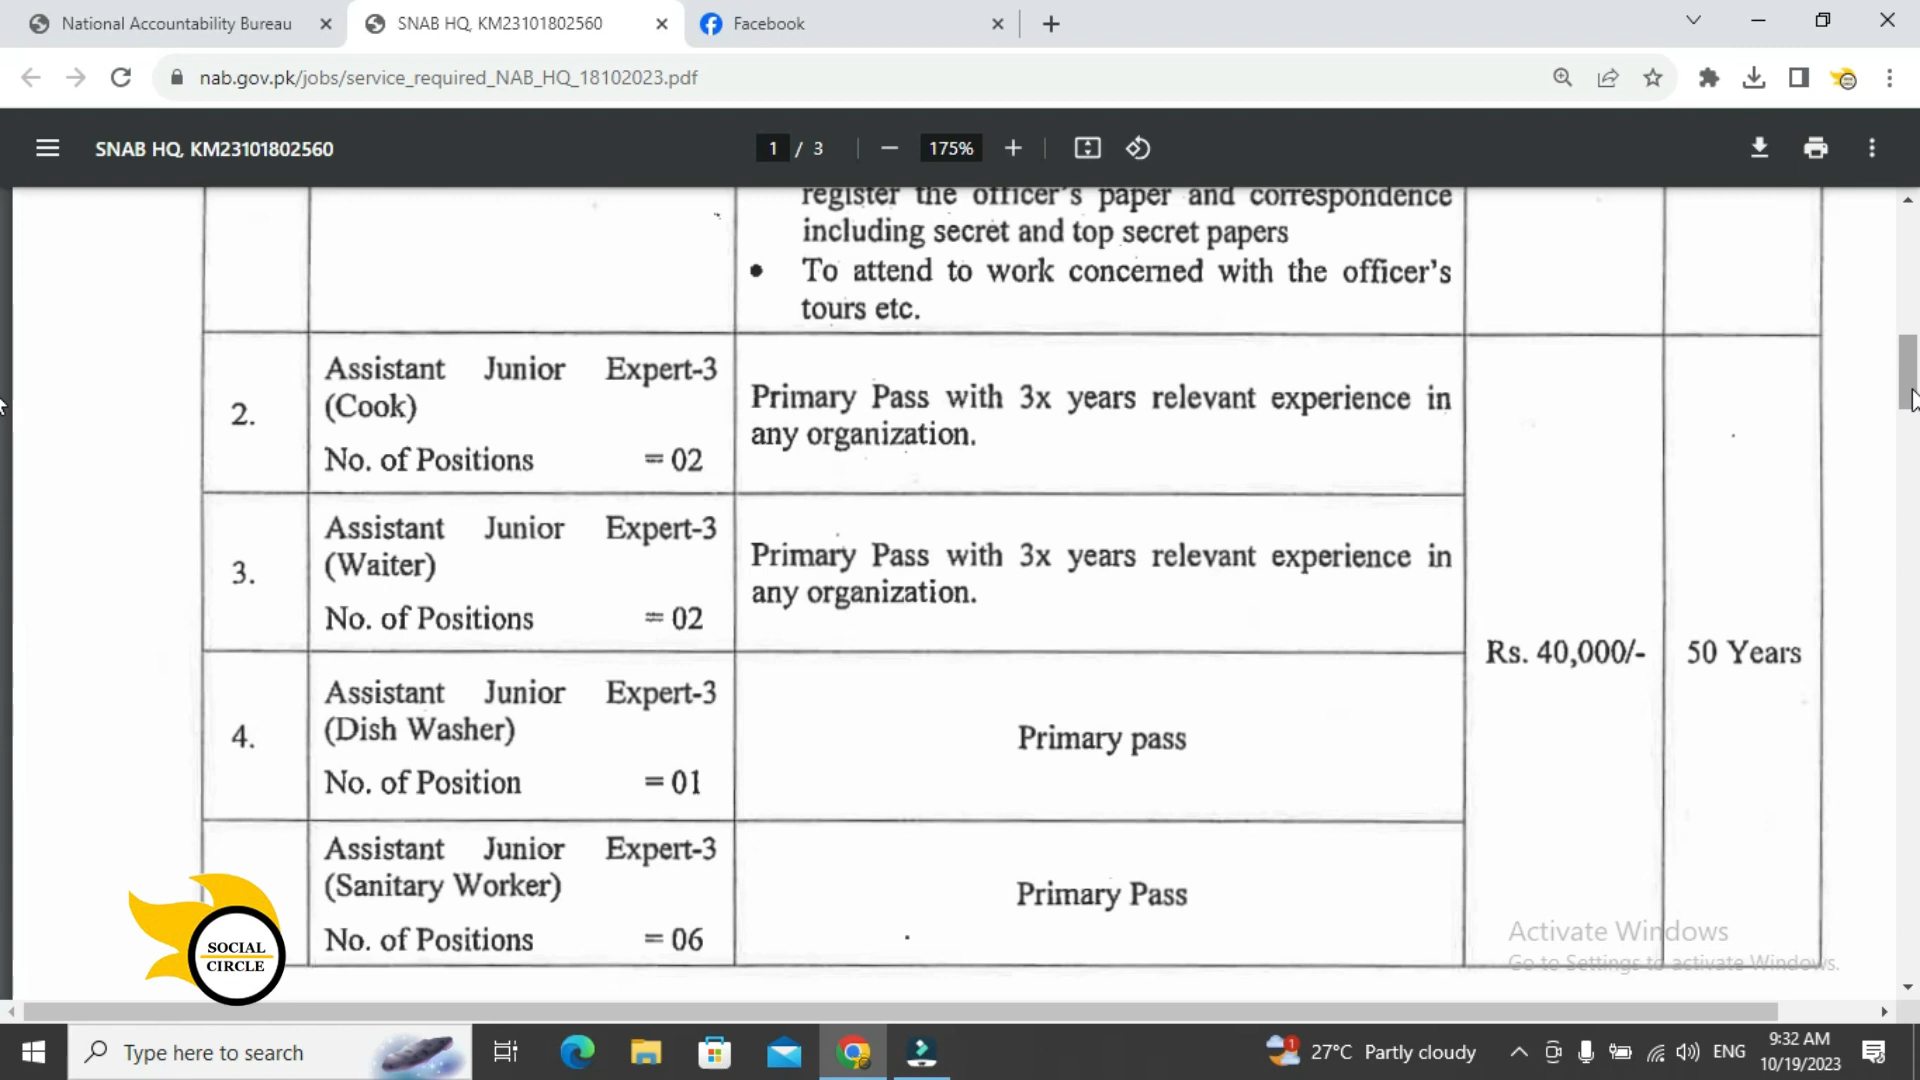 National Accountability Bureau
SNAB HQ, KM23101802560
Facebook
nab.gov.pk/jobs/service_required_NAB_HQ_18102023.pdf
SNAB HQ, KM23101802560
1 / 3
175%
register the officer's paper and correspondence
including secret and top secret papers
• To attend to work concerned with the officer's
tours etc.
2.
Assistant Junior Expert-3
(Cook)
No. of Positions = 02
Primary Pass with 3x years relevant experience in
any organization.
3.
Assistant Junior Expert-3
(Waiter)
No. of Positions = 02
Primary Pass with 3x years relevant experience in
any organization.
4.
Assistant Junior Expert-3
(Dish Washer)
No. of Position = 01
Primary pass
Assistant Junior Expert-3
(Sanitary Worker)
No. of Positions = 06
Primary Pass
Rs. 40,000/-
50 Years
SOCIAL
CIRCLE
Activate Windows
Go to Settings to activate Windows.
Type here to search
1
27°C Partly cloudy
ENG
9:32 AM
10/19/2023